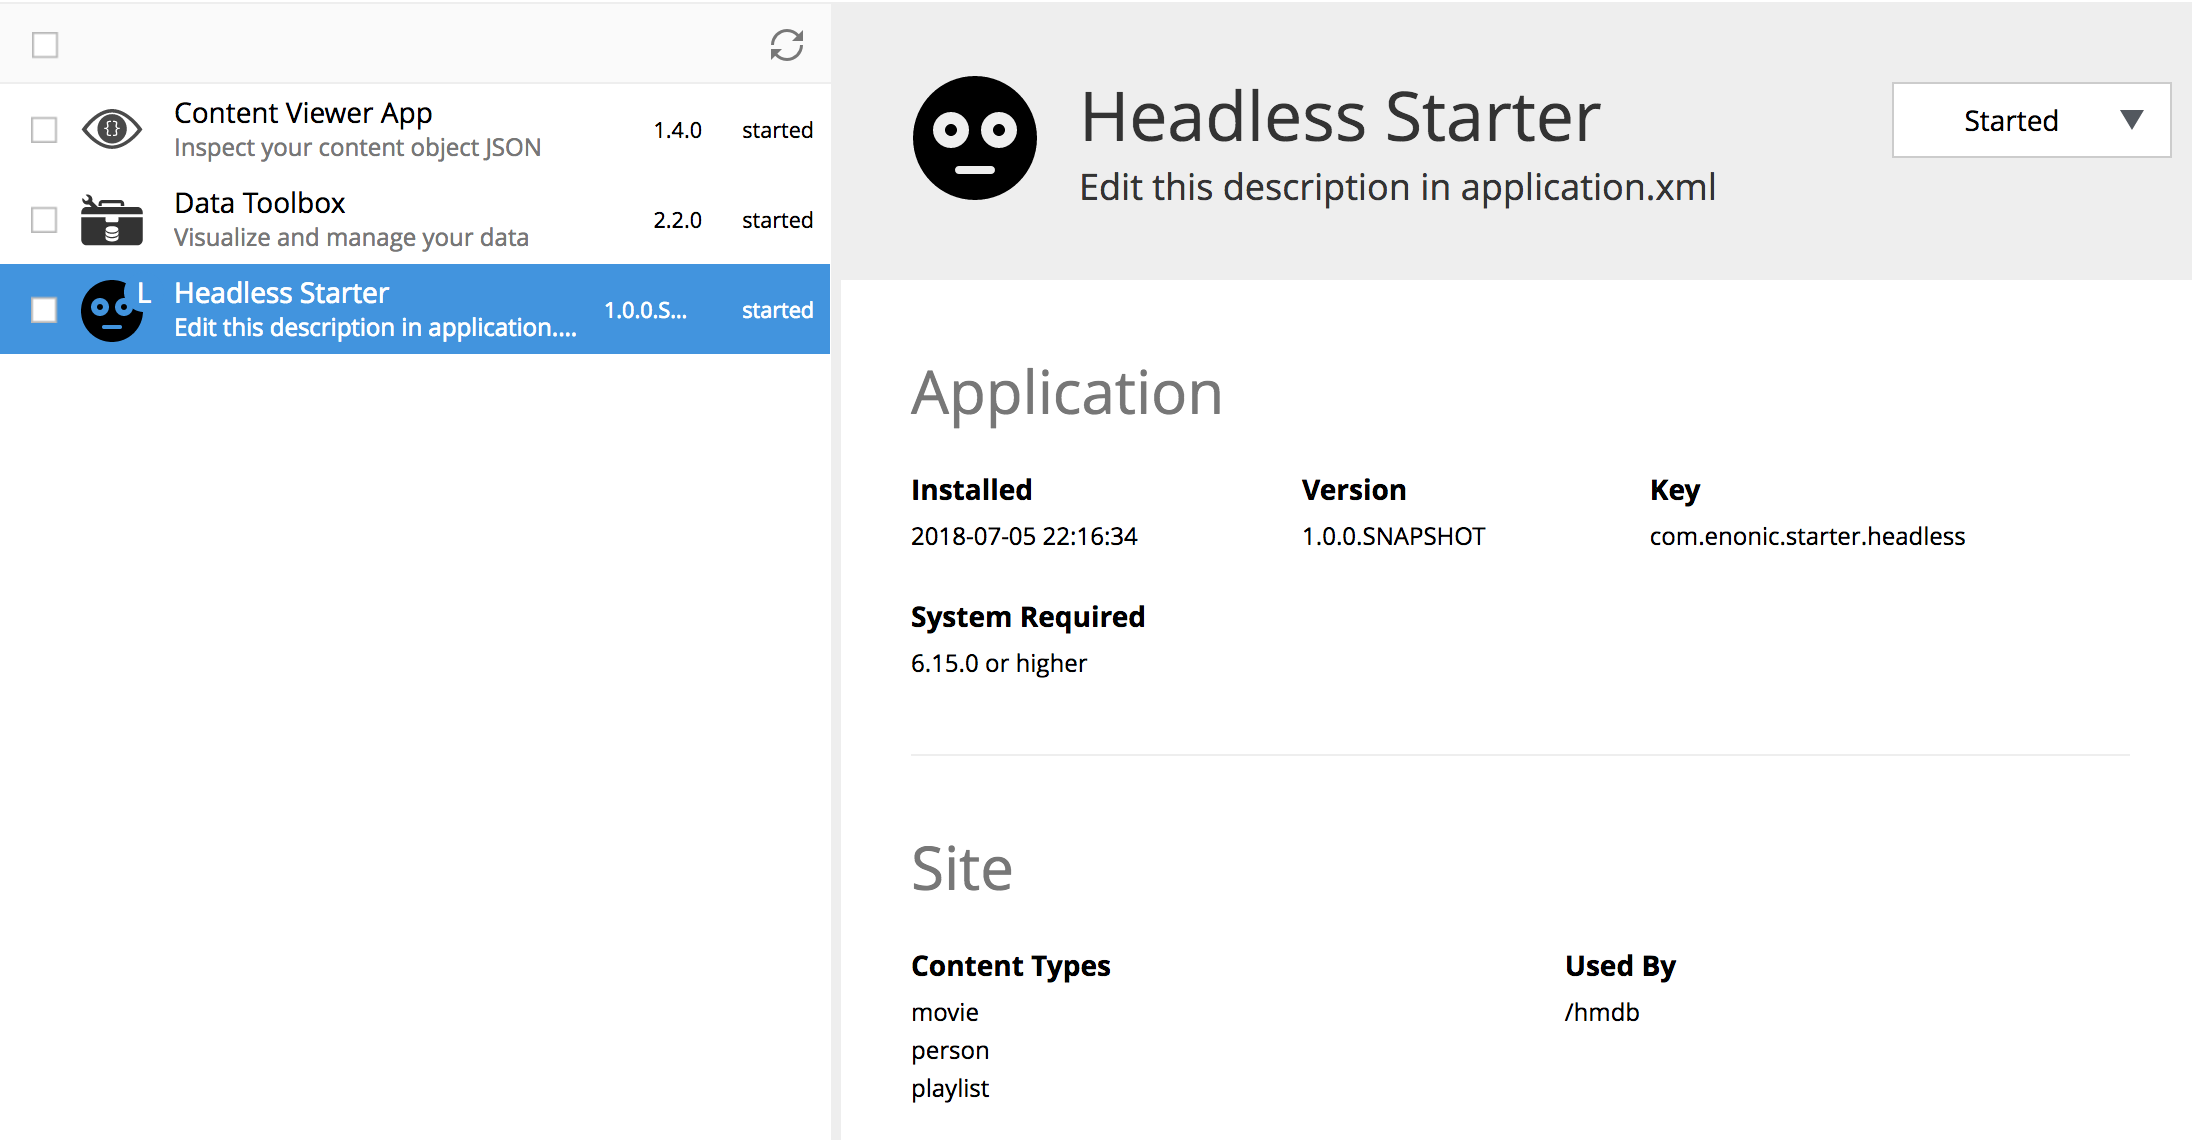 Content Viewer App
Inspect your content object JSON
1.4.0 started
Data Toolbox
Visualize and manage your data
2.2.0 started
L
Headless Starter
Edit this description in application....
1.0.0.S... started
Headless Starter
Edit this description in application.xml
Started
Application
Installed Version Key
2018-07-05 22:16:34 1.0.0.SNAPSHOT com.enonic.starter.headless
System Required
6.15.0 or higher
Site
Content Types Used By
movie /hmdb
person
playlist